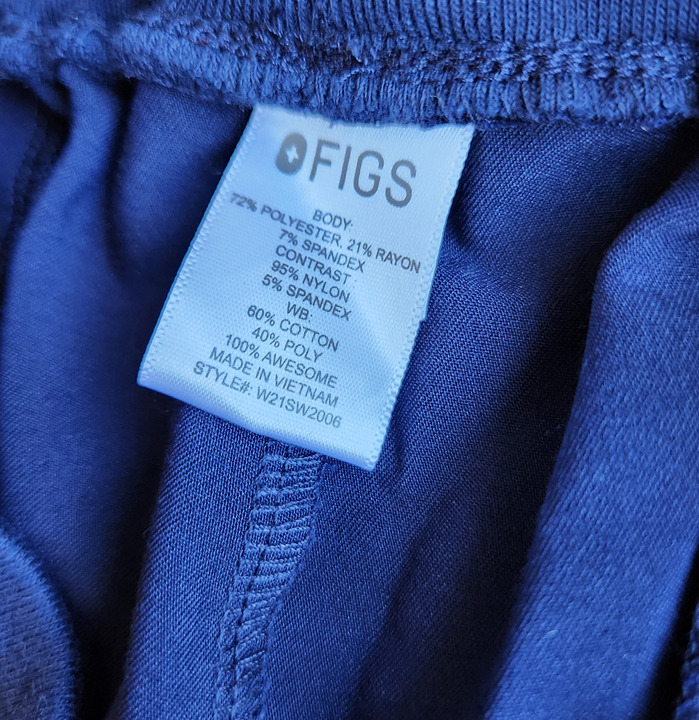 FIGS
BODY:
72% POLYESTER, 21% RAYON
7% SPANDEX
CONTRAST
95% NYLON
5% SPANDEX
WB:
60% COTTON
40% POLY
100% AWESOME
MADE IN VIETNAM
STYLE#: W21SW2006